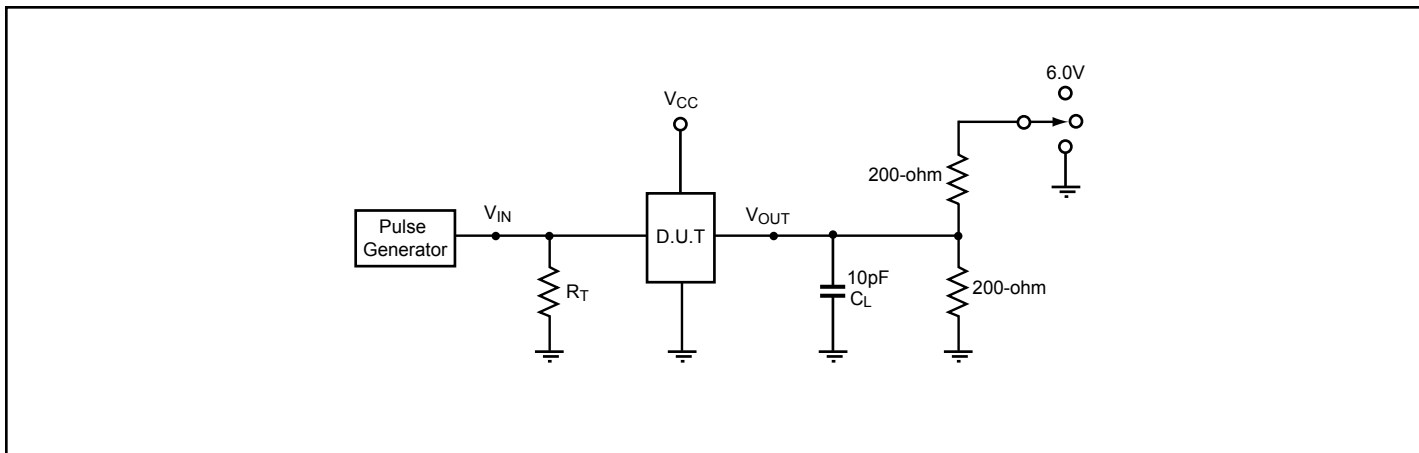 6.0V
VCC
200-ohm
Pulse
Generator
VIN
D.U.T
VOUT
RT
10pF
CL
200-ohm